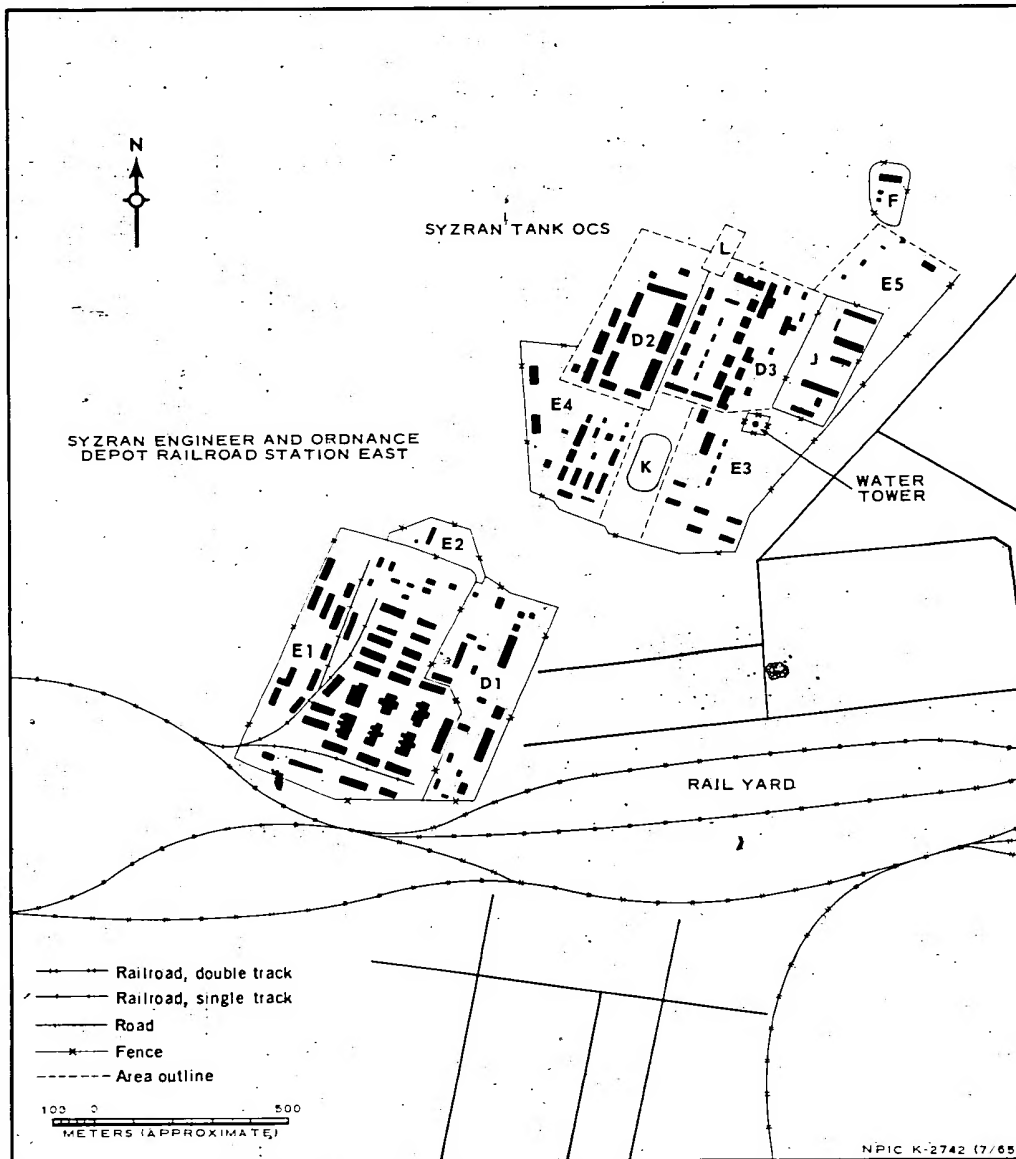 N
SYZRAN TANK OCS
F
L
E5
D2
J
D3
E4
SYZRAN ENGINEER AND ORDNANCE
DEPOT RAILROAD STATION EAST
K
E3
WATER
TOWER
E2
E1
D1
RAIL YARD
Railroad, double track
Railroad, single track
Road
Fence
Area outline
100 0 500
METERS (APPROXIMATE)
NPIC K-2742 (7/65